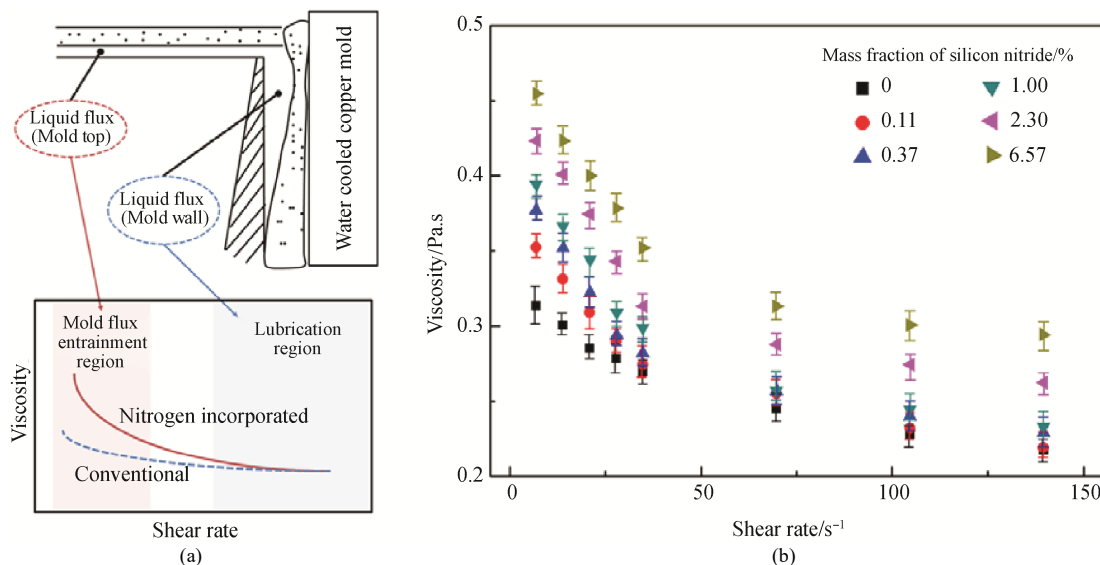 Liquid flux
(Mold top)
Liquid flux
(Mold wall)
Water cooled copper mold
Mold flux
entrainment
region
Lubrication
region
Nitrogen incorporated
Conventional
Viscosity
Shear rate
(a)
0.5
0.4
0.3
0.2
Viscosity/Pa.s
Mass fraction of silicon nitride/%
0 1.00
0.11 2.30
0.37 6.57
0 50 100 150
Shear rate/s⁻¹
(b)